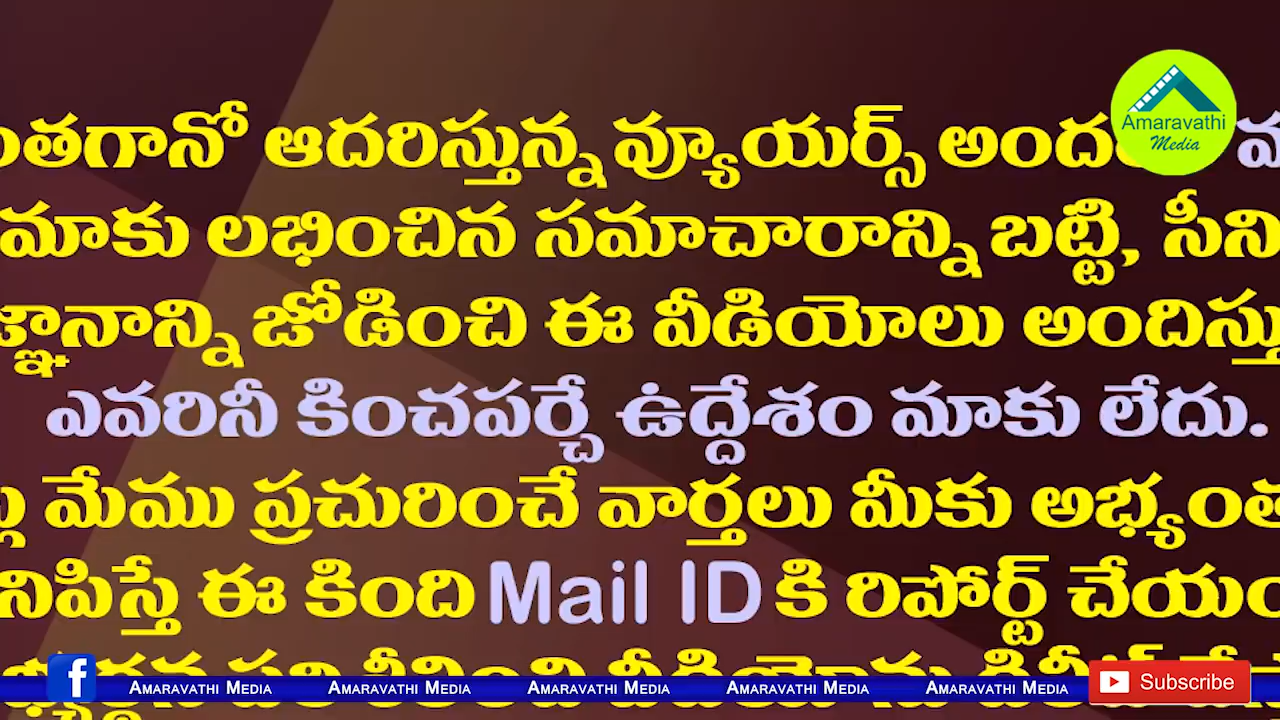 ంతగానో ఆదరిస్తున్న వ్యూయర్స్ అంద
Amaravathi
Media
మాకు లభించిన సమాచారాన్ని బట్టి, సీని
జ్ఞానాన్ని జోడించి ఈ వీడియోలు అందిస్తు
ఎవరినీ కించపర్చే ఉద్దేశం మాకు లేదు.
మేము ప్రచురించే వార్తలు మీకు అభ్యంత
నిపిస్తే ఈ కింది Mail ID కి రిపోర్ట్ చేయం
f AMARAVATHI MEDIA AMARAVATHI MEDIA AMARAVATHI MEDIA AMARAVATHI MEDIA AMARAVATHI MEDIA Subscribe